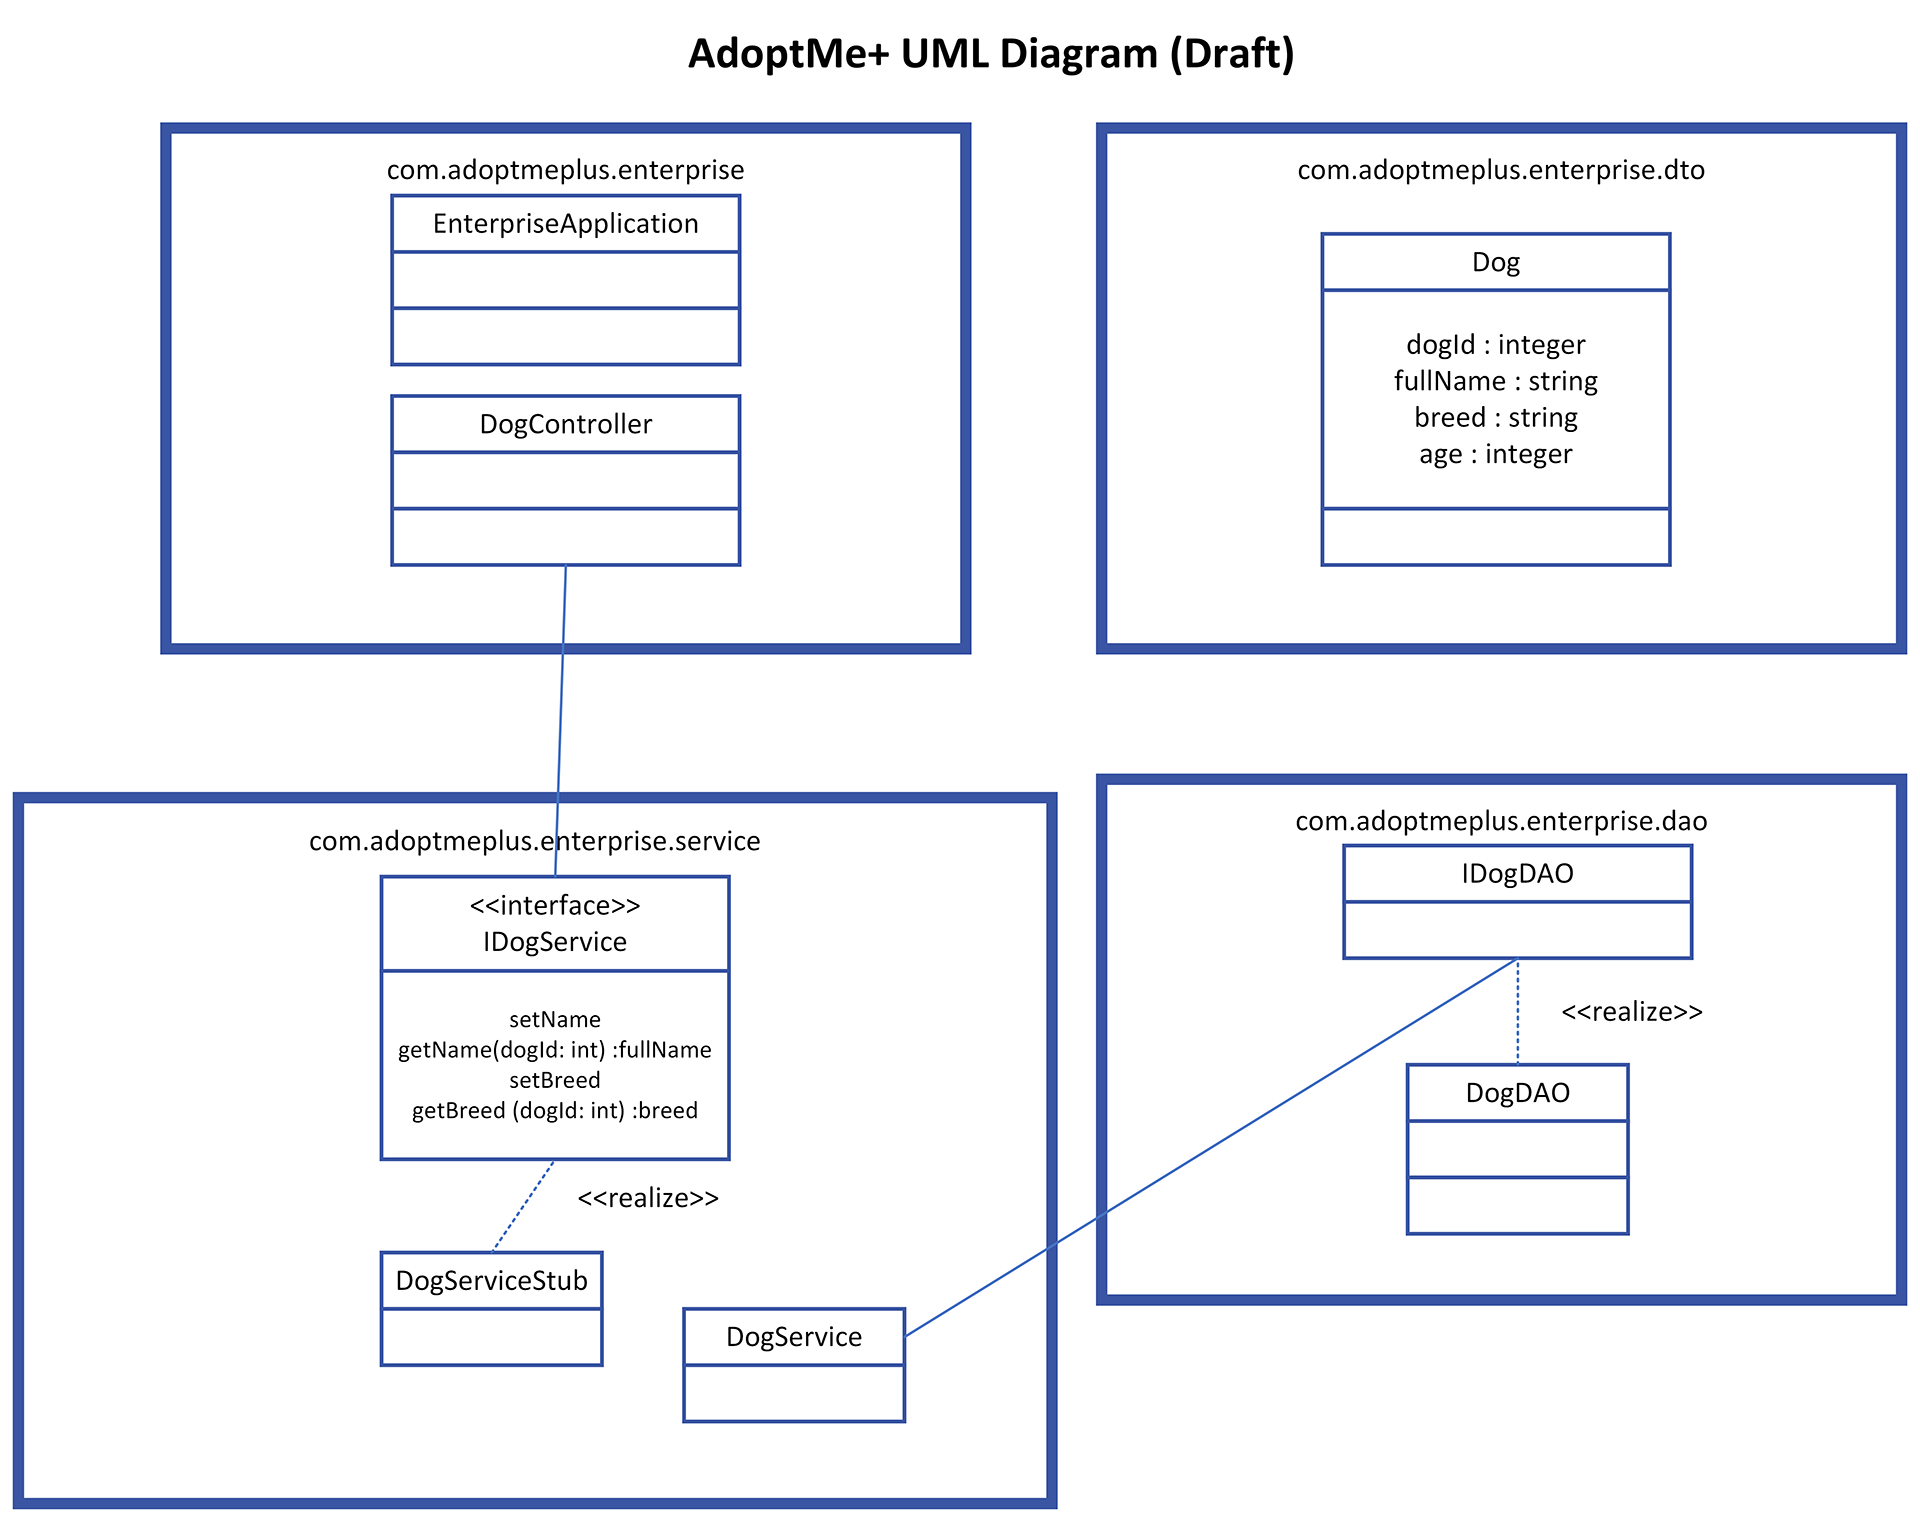 AdoptMe+ UML Diagram (Draft)
com.adoptmeplus.enterprise
EnterpriseApplication
DogController
com.adoptmeplus.enterprise.dto
Dog
dogId : integer
fullName : string
breed : string
age : integer
com.adoptmeplus.enterprise.service
<<interface>>
IDogService
setName
getName(dogId: int) :fullName
setBreed
getBreed (dogId: int) :breed
<<realize>>
DogServiceStub
DogService
com.adoptmeplus.enterprise.dao
IDogDAO
<<realize>>
DogDAO